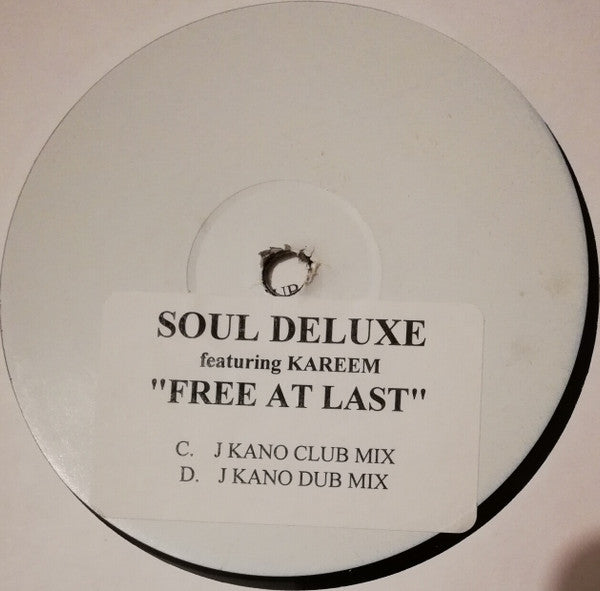 SOUL DELUXE
featuring KAREEM
"FREE AT LAST"
C. J KANO CLUB MIX
D. J KANO DUB MIX